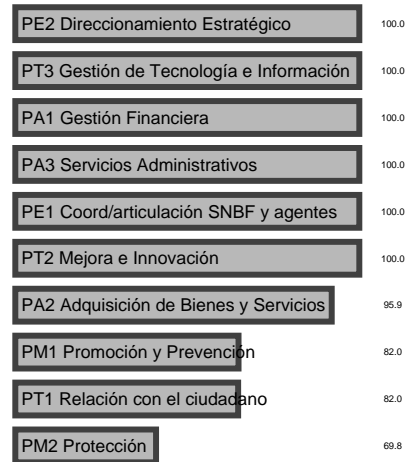 PE2 Direccionamiento Estratégico 100.0
PT3 Gestión de Tecnología e Información 100.0
PA1 Gestión Financiera 100.0
PA3 Servicios Administrativos 100.0
PE1 Coord/articulación SNBF y agentes 100.0
PT2 Mejora e Innovación 100.0
PA2 Adquisición de Bienes y Servicios 95.9
PM1 Promoción y Prevención 82.0
PT1 Relación con el ciudadano 82.0
PM2 Protección 69.8